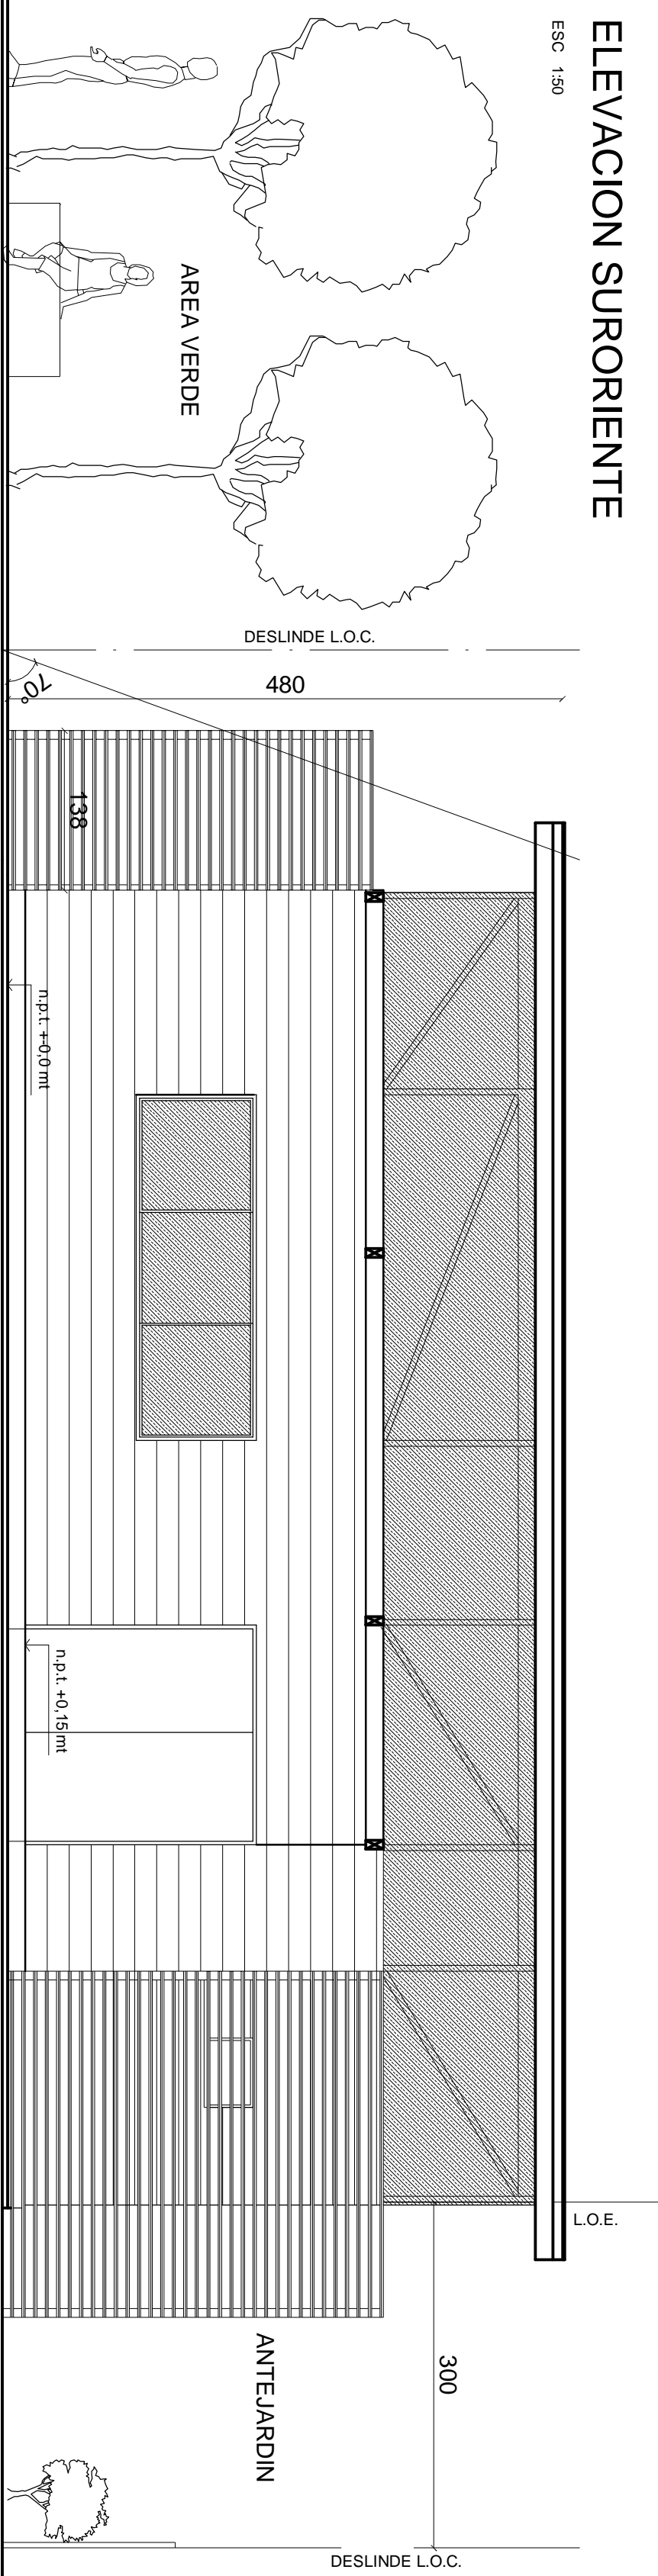 ELEVACION SURORIENTE
ESC 1:50
AREA VERDE
DESLINDE L.O.C.
70°
480
138
n.p.t. +-0,0 mt
n.p.t. +0,15 mt
L.O.E.
300
ANTEJARDIN
DESLINDE L.O.C.